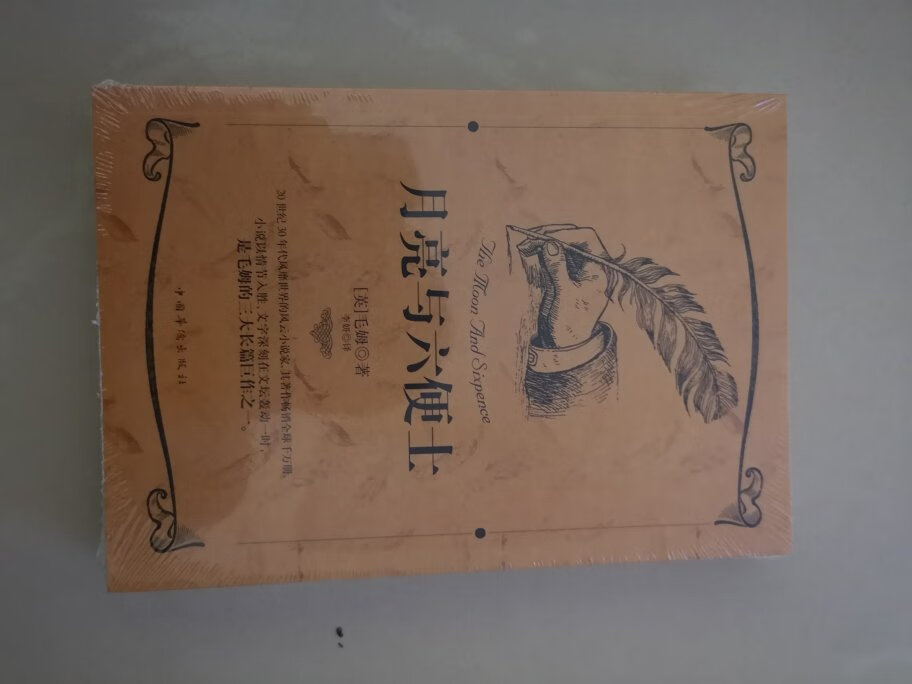 The Moon And Sixpence
月亮与六便士
[英]毛姆◎著
李妍◎译
20世纪30年代风靡世界的风云小说家,其著作畅销全球千万册,
小说以情节入胜、文字深刻在文坛轰动一时,
是毛姆的三大长篇巨作之一。
中国华侨出版社